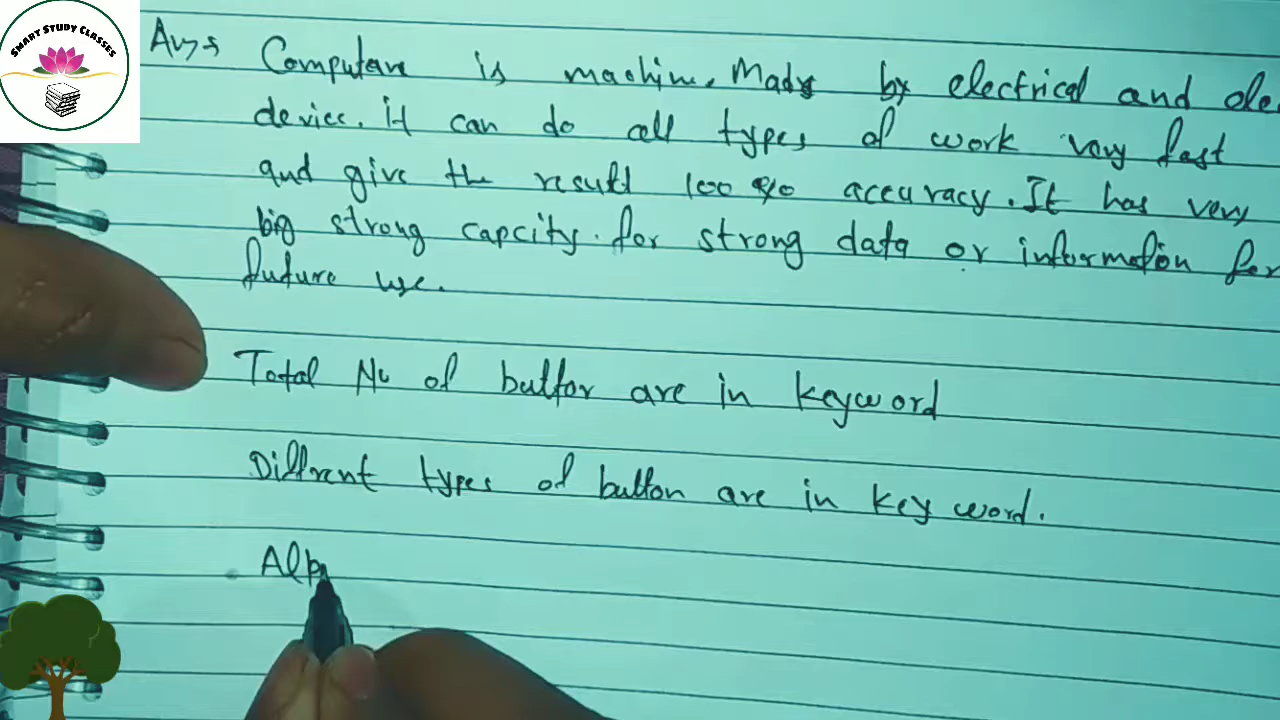 SMART STUDY CLASSES
Ans → Computare is machine. Made by electrical and ele
device. it can do all types of work very fast
and give the result 100 % accuracy. It has very
big strong capcity. for strong data or information for
future use.
Total No of buttor are in keyword
Diffrent types of button are in key word.
Alp